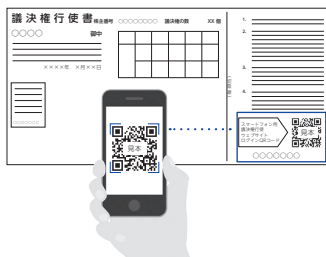 議決権行使書 株主番号 ○○○○○○○○ 議決権の数 XX 個
○○○○ 御中
××××年 ×月××日
○○○○○○○
1.
2.
3.
4.
見本
スマートフォン用
議決権行使
ウェブサイト
ログインQRコード
見本
○○○○○○○